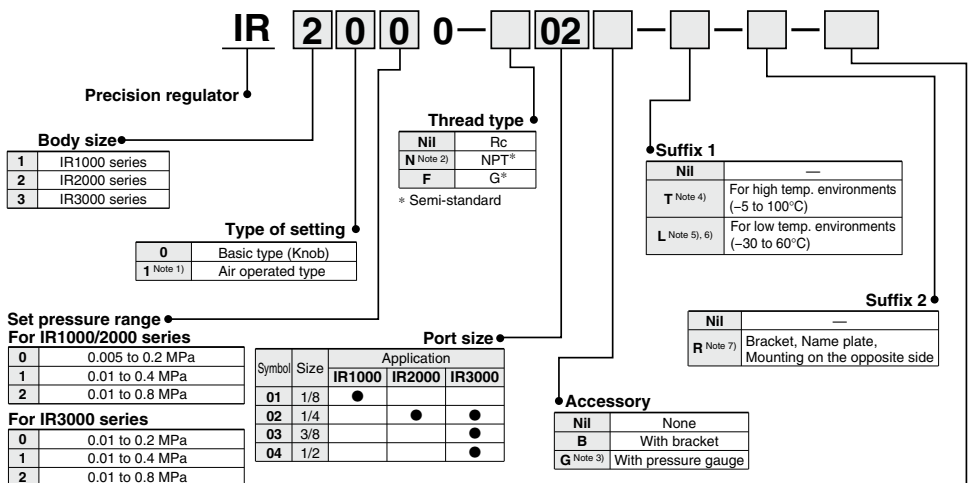 IR 2 0 0 0 — 02 — — —
Precision regulator
Body size
1 IR1000 series
2 IR2000 series
3 IR3000 series
Thread type
Nil Rc
N Note 2) NPT*
F G*
* Semi-standard
Suffix 1
Nil —
T Note 4) For high temp. environments
(–5 to 100°C)
L Note 5), 6) For low temp. environments
(–30 to 60°C)
Type of setting
0 Basic type (Knob)
1 Note 1) Air operated type
Suffix 2
Nil —
R Note 7) Bracket, Name plate,
Mounting on the opposite side
Set pressure range
For IR1000/2000 series
0 0.005 to 0.2 MPa
1 0.01 to 0.4 MPa
2 0.01 to 0.8 MPa
For IR3000 series
0 0.01 to 0.2 MPa
1 0.01 to 0.4 MPa
2 0.01 to 0.8 MPa
Port size
Symbol Size Application
IR1000 IR2000 IR3000
01 1/8 ●
02 1/4 ● ●
03 3/8 ●
04 1/2 ●
Accessory
Nil None
B With bracket
G Note 3) With pressure gauge